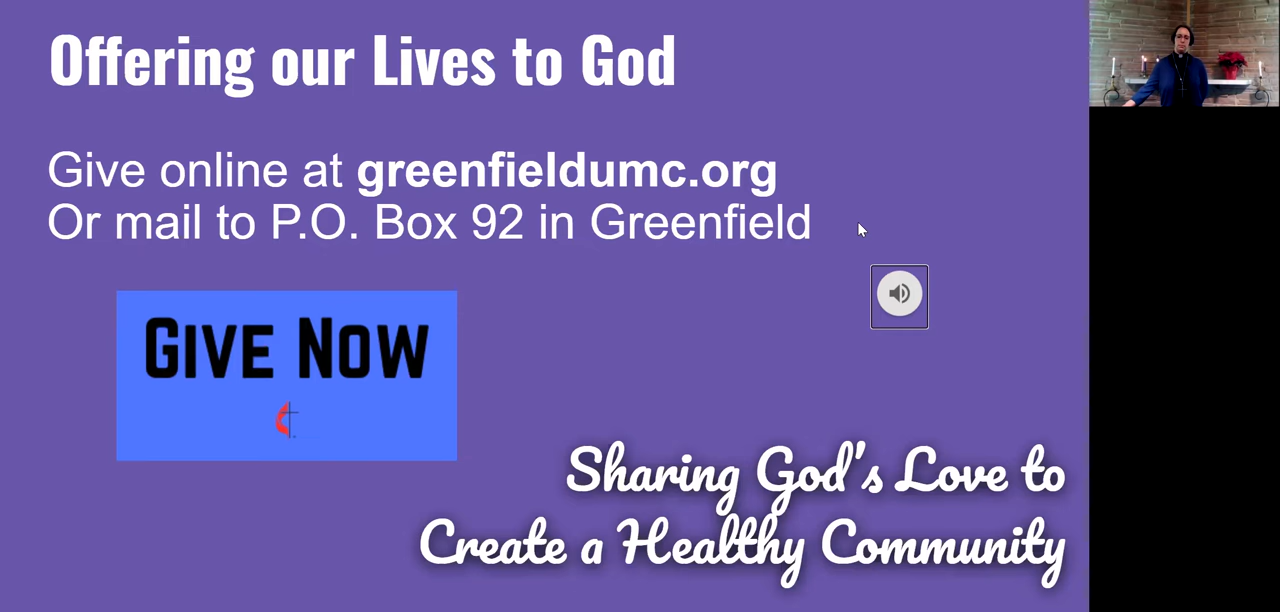 Offering our Lives to God
Give online at greenfieldumc.org
Or mail to P.O. Box 92 in Greenfield
GIVE NOW
Sharing God's Love to
Create a Healthy Community